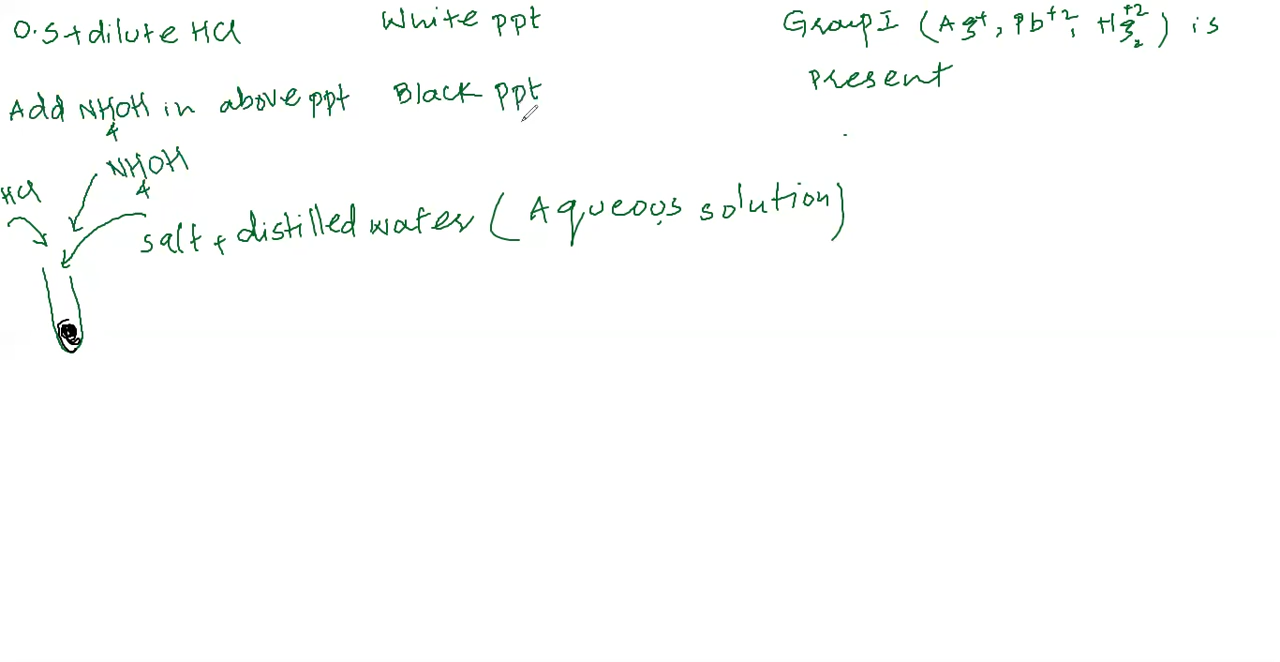 0.S + dilute HCl White ppt Group I (Ag+, Pb+2, Hg2+2) is
present
Add NH4OH in above ppt Black ppt
NH4OH
HCl
salt + distilled water (Aqueous solution)